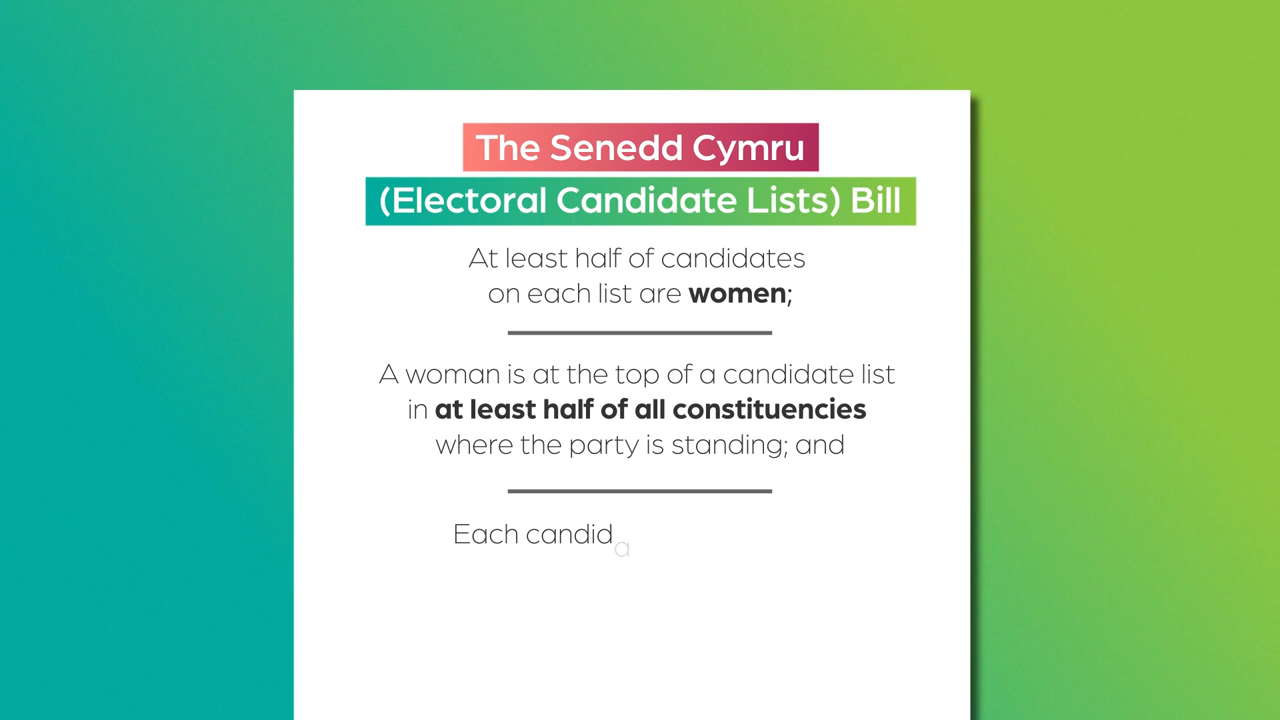 The Senedd Cymru
(Electoral Candidate Lists) Bill
At least half of candidates
on each list are women;
A woman is at the top of a candidate list
in at least half of all constituencies
where the party is standing; and
Each candida